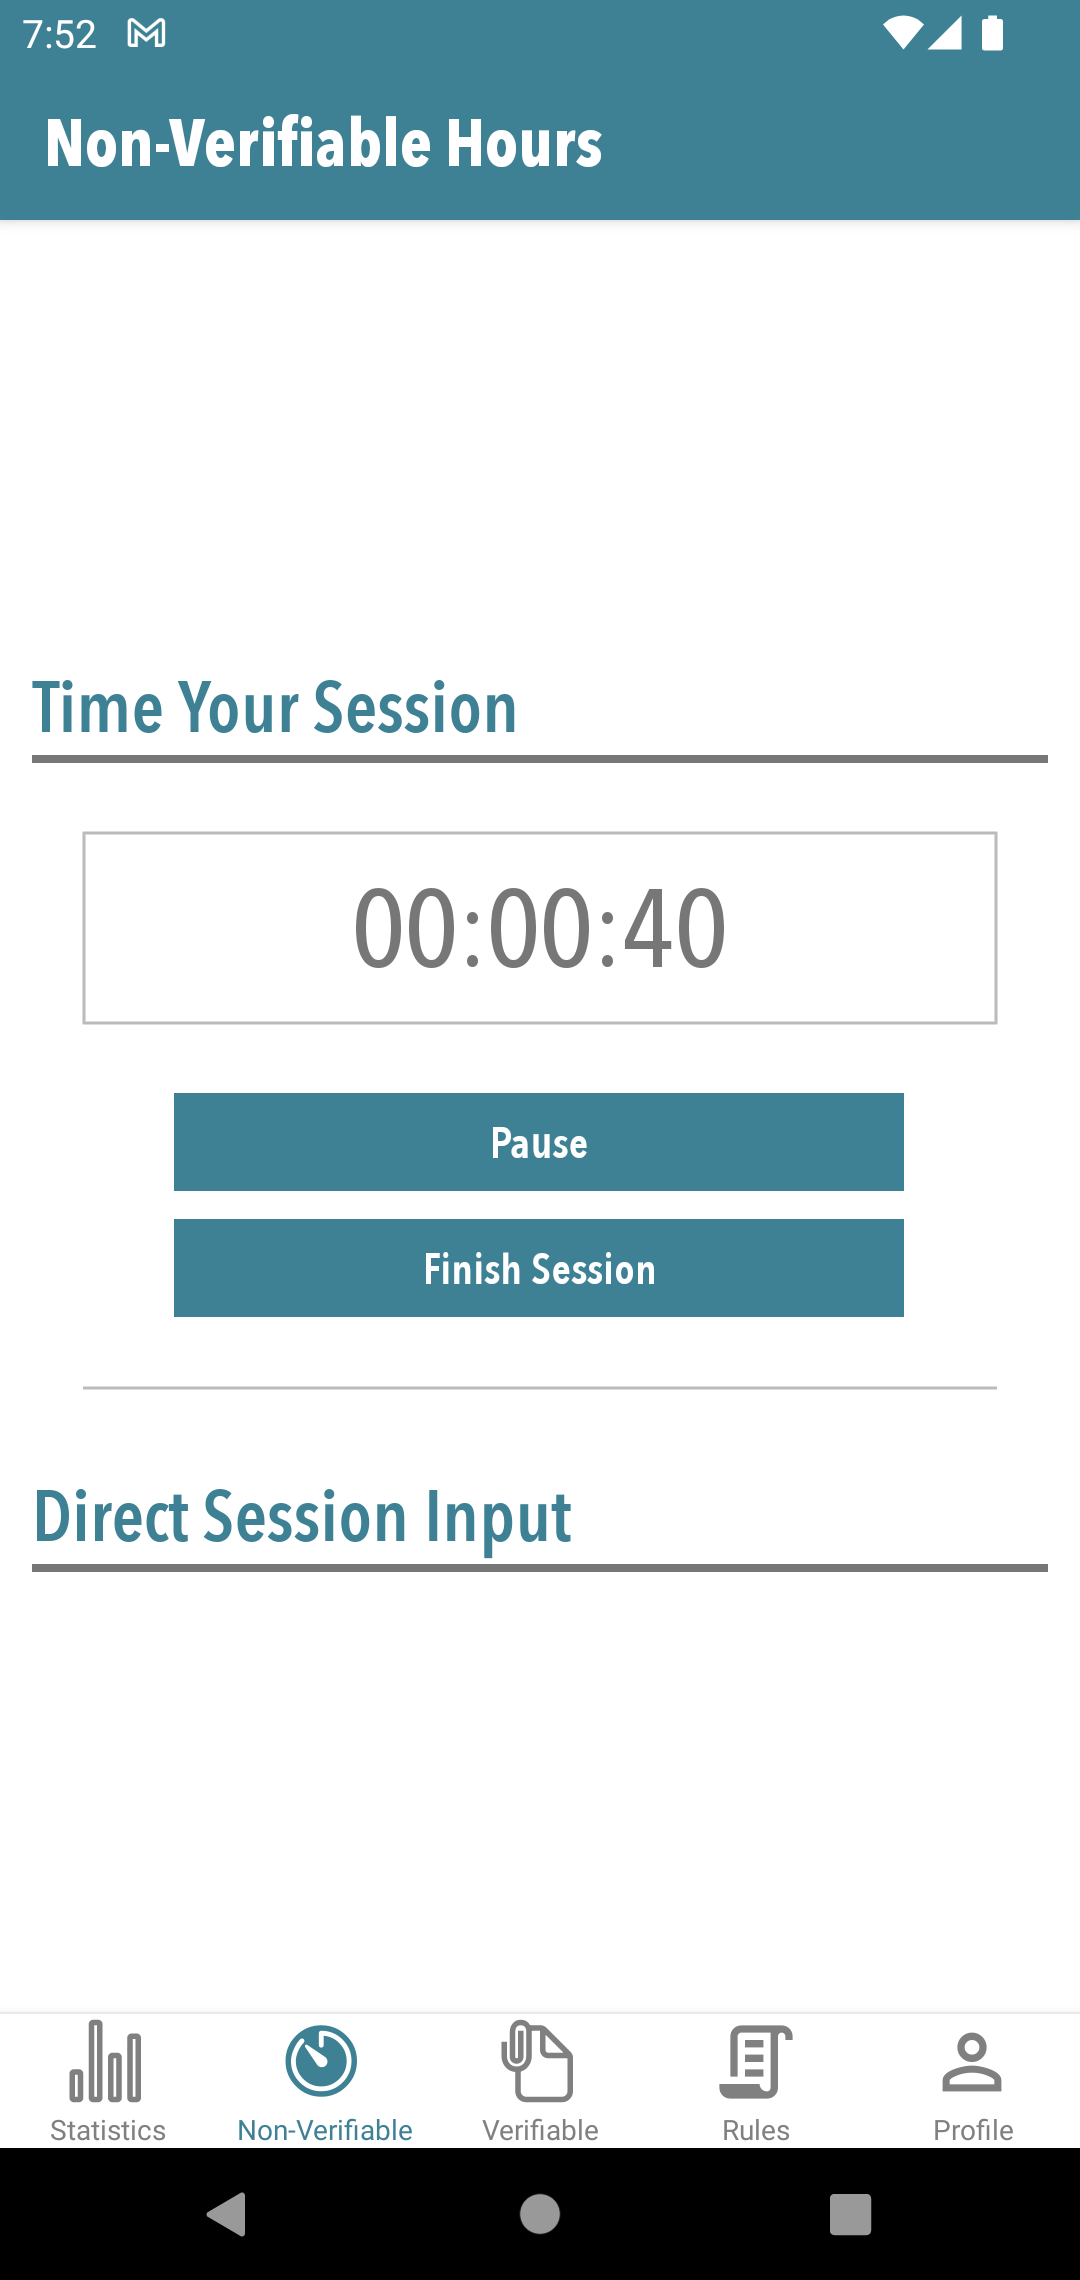 7:52
Non-Verifiable Hours
Time Your Session
00:00:40
Pause
Finish Session
Direct Session Input
Statistics Non-Verifiable Verifiable Rules Profile